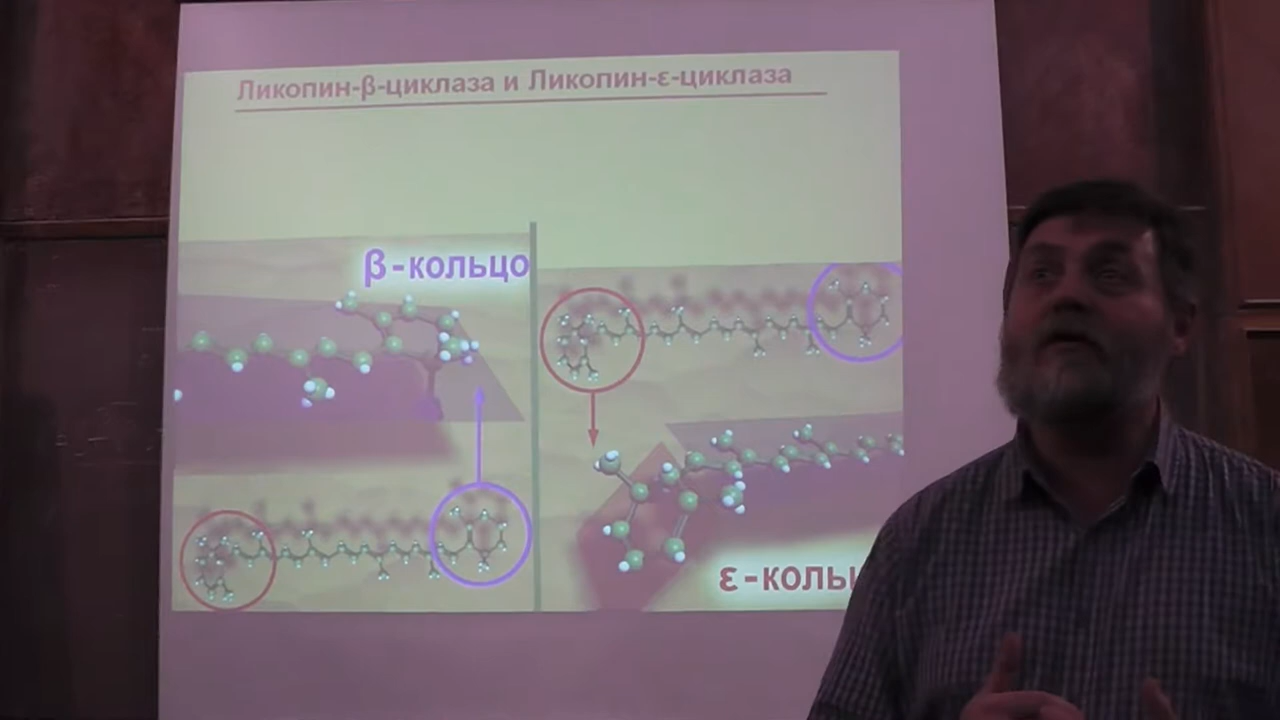 Ликопин-β-циклаза и Ликопин-ε-циклаза
β-кольцо
ε-коль